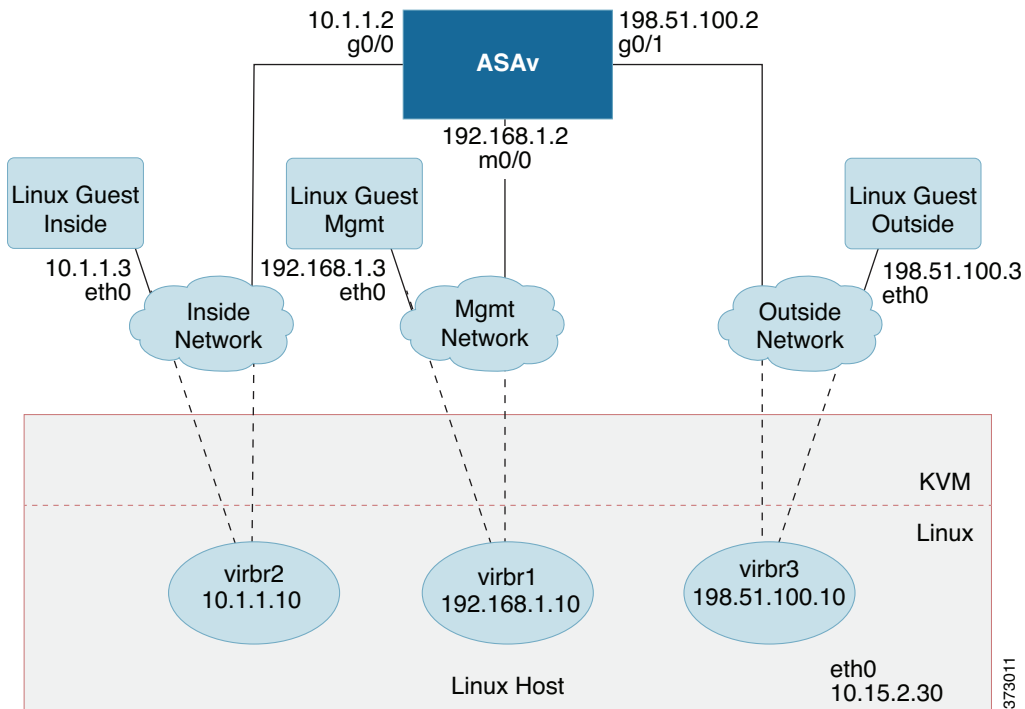 10.1.1.2
g0/0
ASAv
198.51.100.2
g0/1
192.168.1.2
m0/0
Linux Guest
Inside
Linux Guest
Mgmt
Linux Guest
Outside
10.1.1.3
eth0
192.168.1.3
eth0
198.51.100.3
eth0
Inside
Network
Mgmt
Network
Outside
Network
KVM
Linux
virbr2
10.1.1.10
virbr1
192.168.1.10
virbr3
198.51.100.10
Linux Host
eth0
10.15.2.30
373011